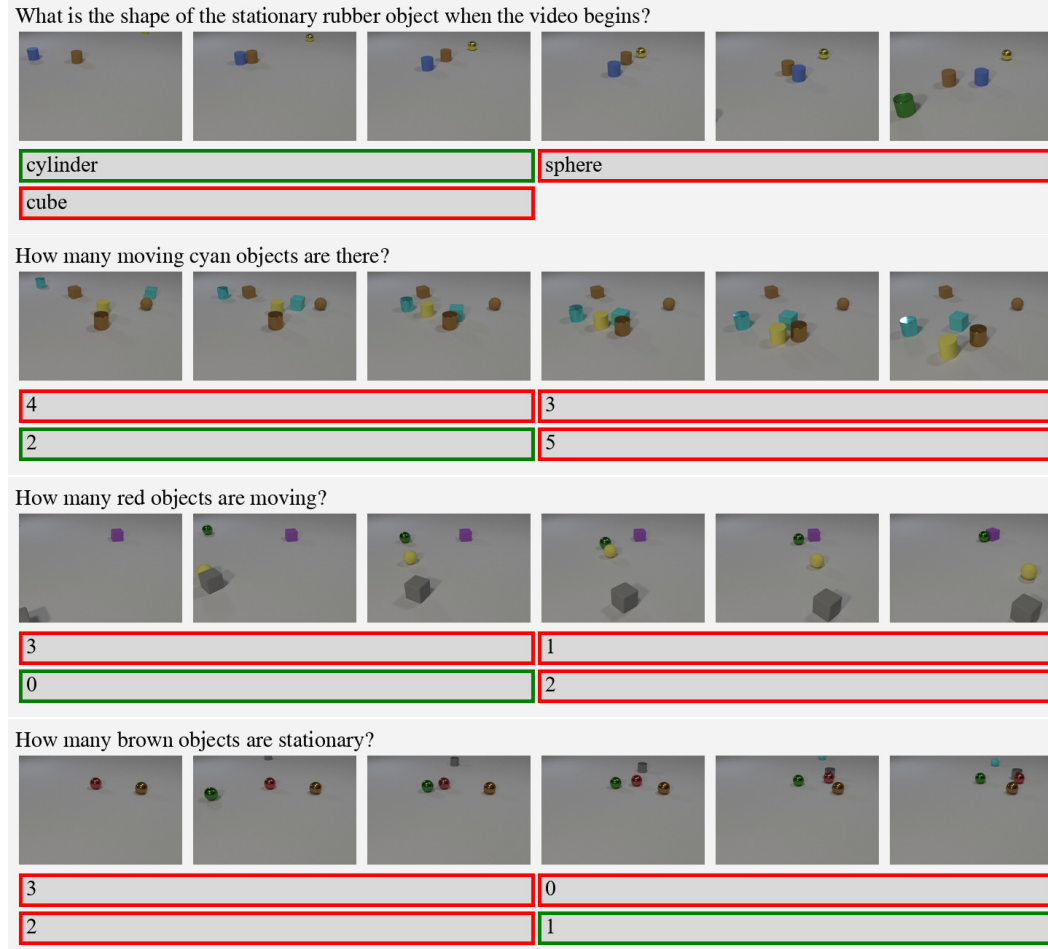 What is the shape of the stationary rubber object when the video begins?
cylinder
sphere
cube
How many moving cyan objects are there?
4
3
2
5
How many red objects are moving?
3
1
0
2
How many brown objects are stationary?
3
0
2
1